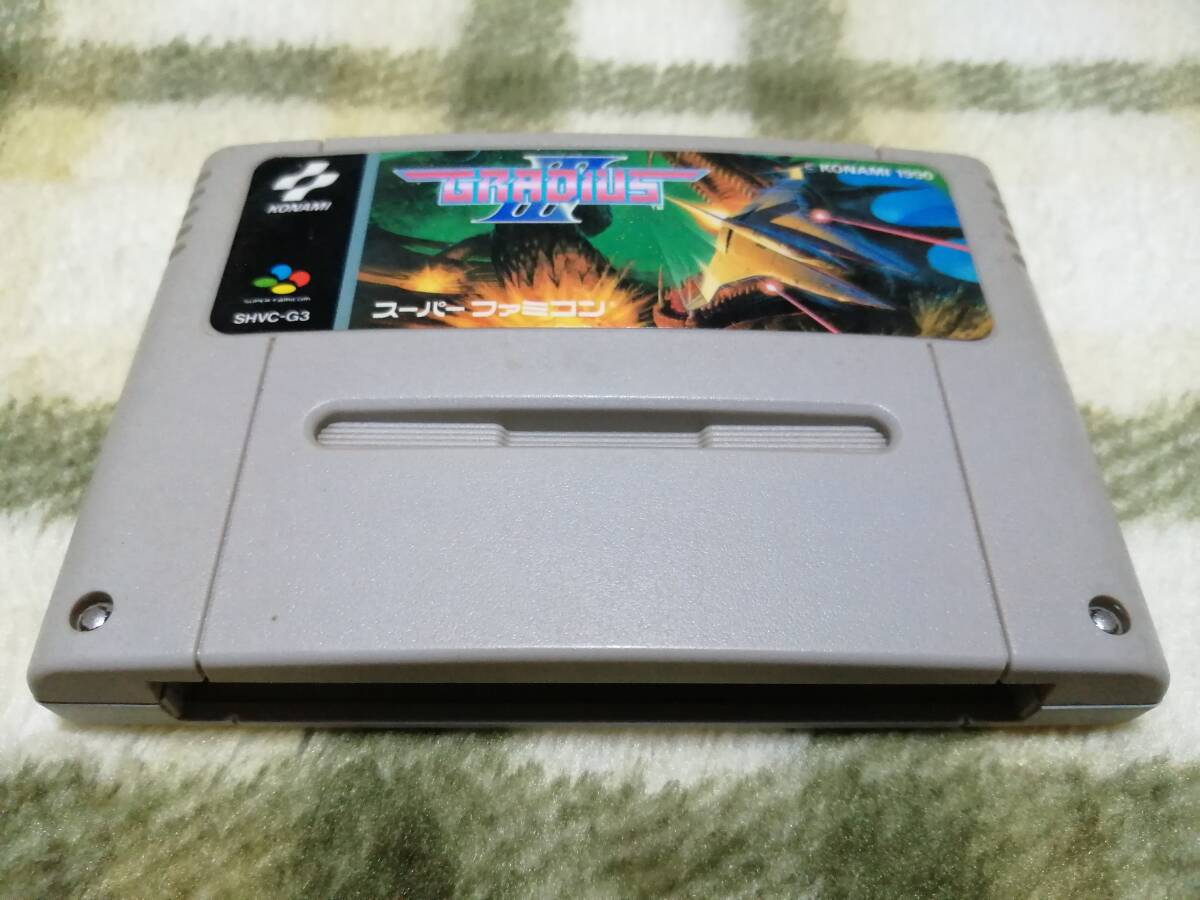 KONAMI
SUPER FAMICOM
SHVC-G3
GRADIUS
III
スーパーファミコン
© KONAMI 1990